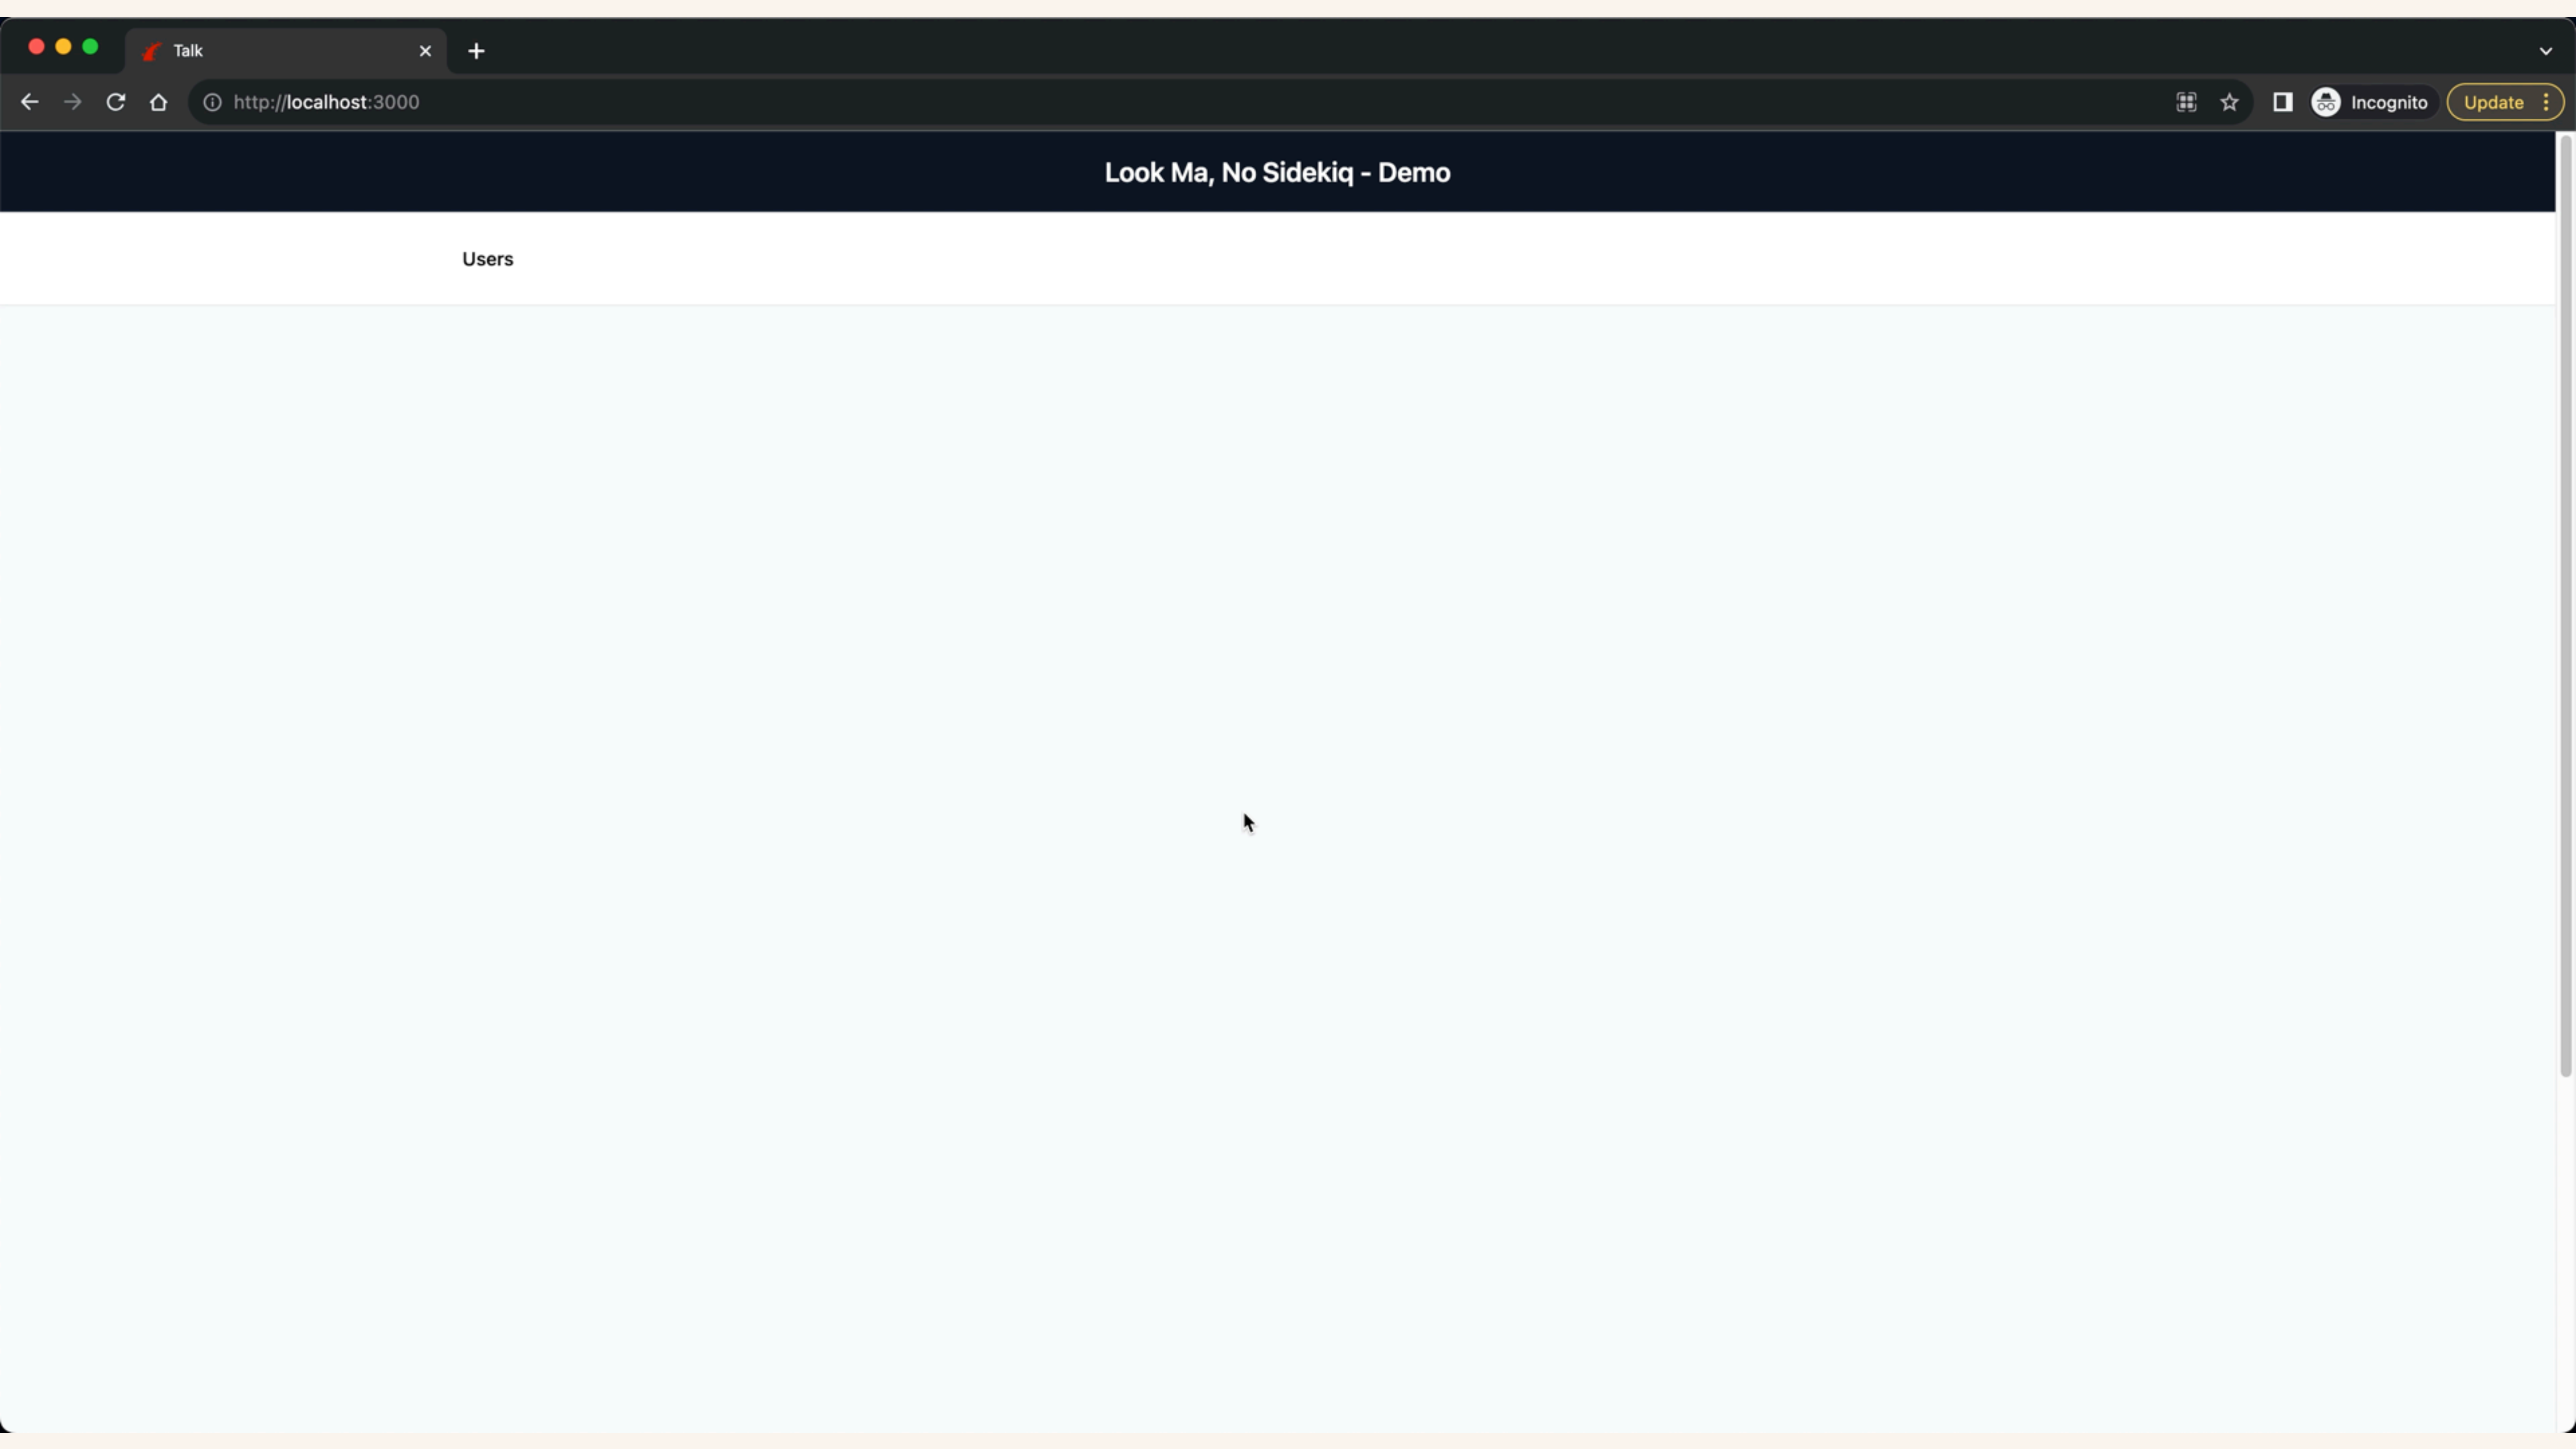 Talk
http://localhost:3000
Incognito
Update
Look Ma, No Sidekiq - Demo
Users